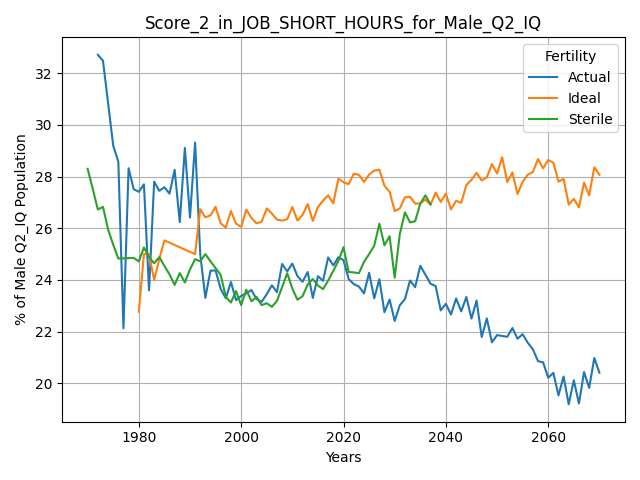 Score_2_in_JOB_SHORT_HOURS_for_Male_Q2_IQ
Fertility
Actual
Ideal
Sterile
% of Male Q2_IQ Population
32
30
28
26
24
22
20
1980
2000
2020
2040
2060
Years